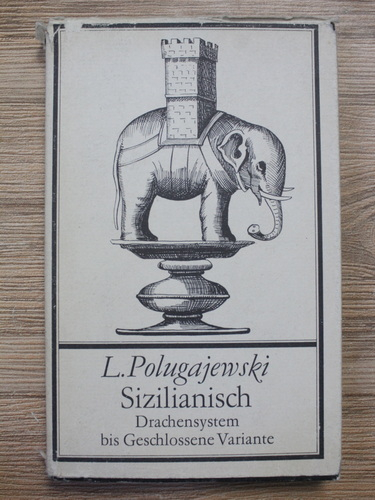 L. Polugajewski
Sizilianisch
Drachensystem
bis Geschlossene Variante